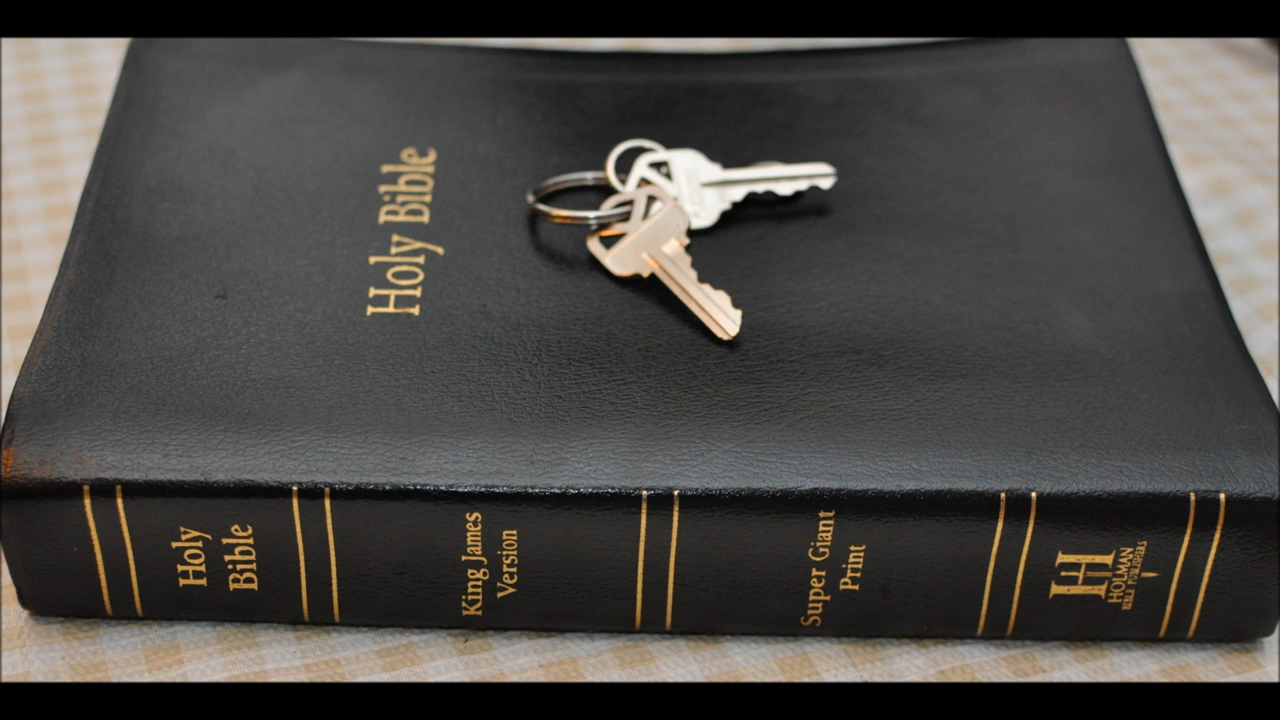 Holy Bible
Holy
Bible
King James
Version
Super Giant
Print
HOLMAN
BIBLE PUBLISHERS